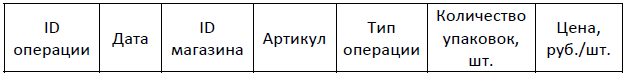 ID операции
Дата
ID магазина
Артикул
Тип операции
Количество упаковок, шт.
Цена, руб./шт.